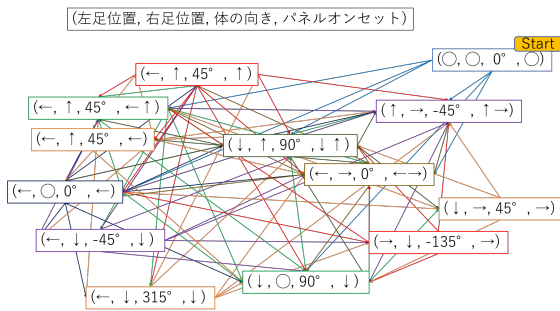 (左足位置, 右足位置, 体の向き, パネルオンセット)
Start
(◯, ◯, 0°, ◯)
(←, ↑, 45°, ↑)
(←, ↑, 45°, ←↑)
(↑, →, -45°, ↑→)
(←, ↑, 45°, ←)
(↓, ↑, 90°, ↓↑)
(←, →, 0°, ←→)
(←, ◯, 0°, ←)
(↓, →, 45°, →)
(←, ↓, -45°, ↓)
(→, ↓, -135°, →)
(↓, ◯, 90°, ↓)
(←, ↓, 315°, ↓)